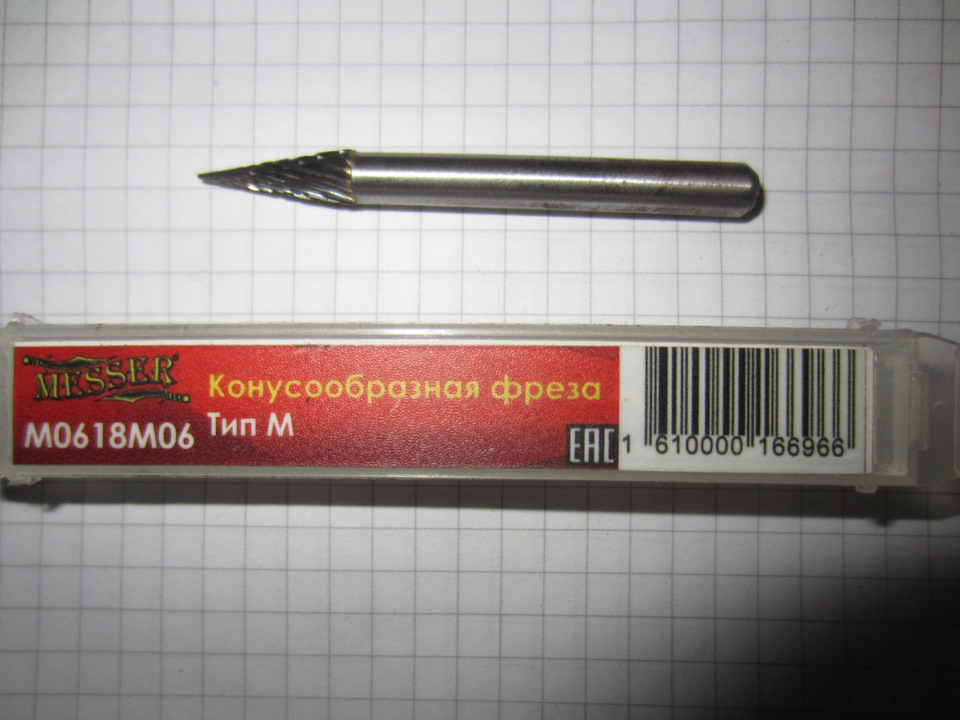 MESSER®
Конусообразная фреза
M0618M06
Тип М
EAC
1 610000 166966